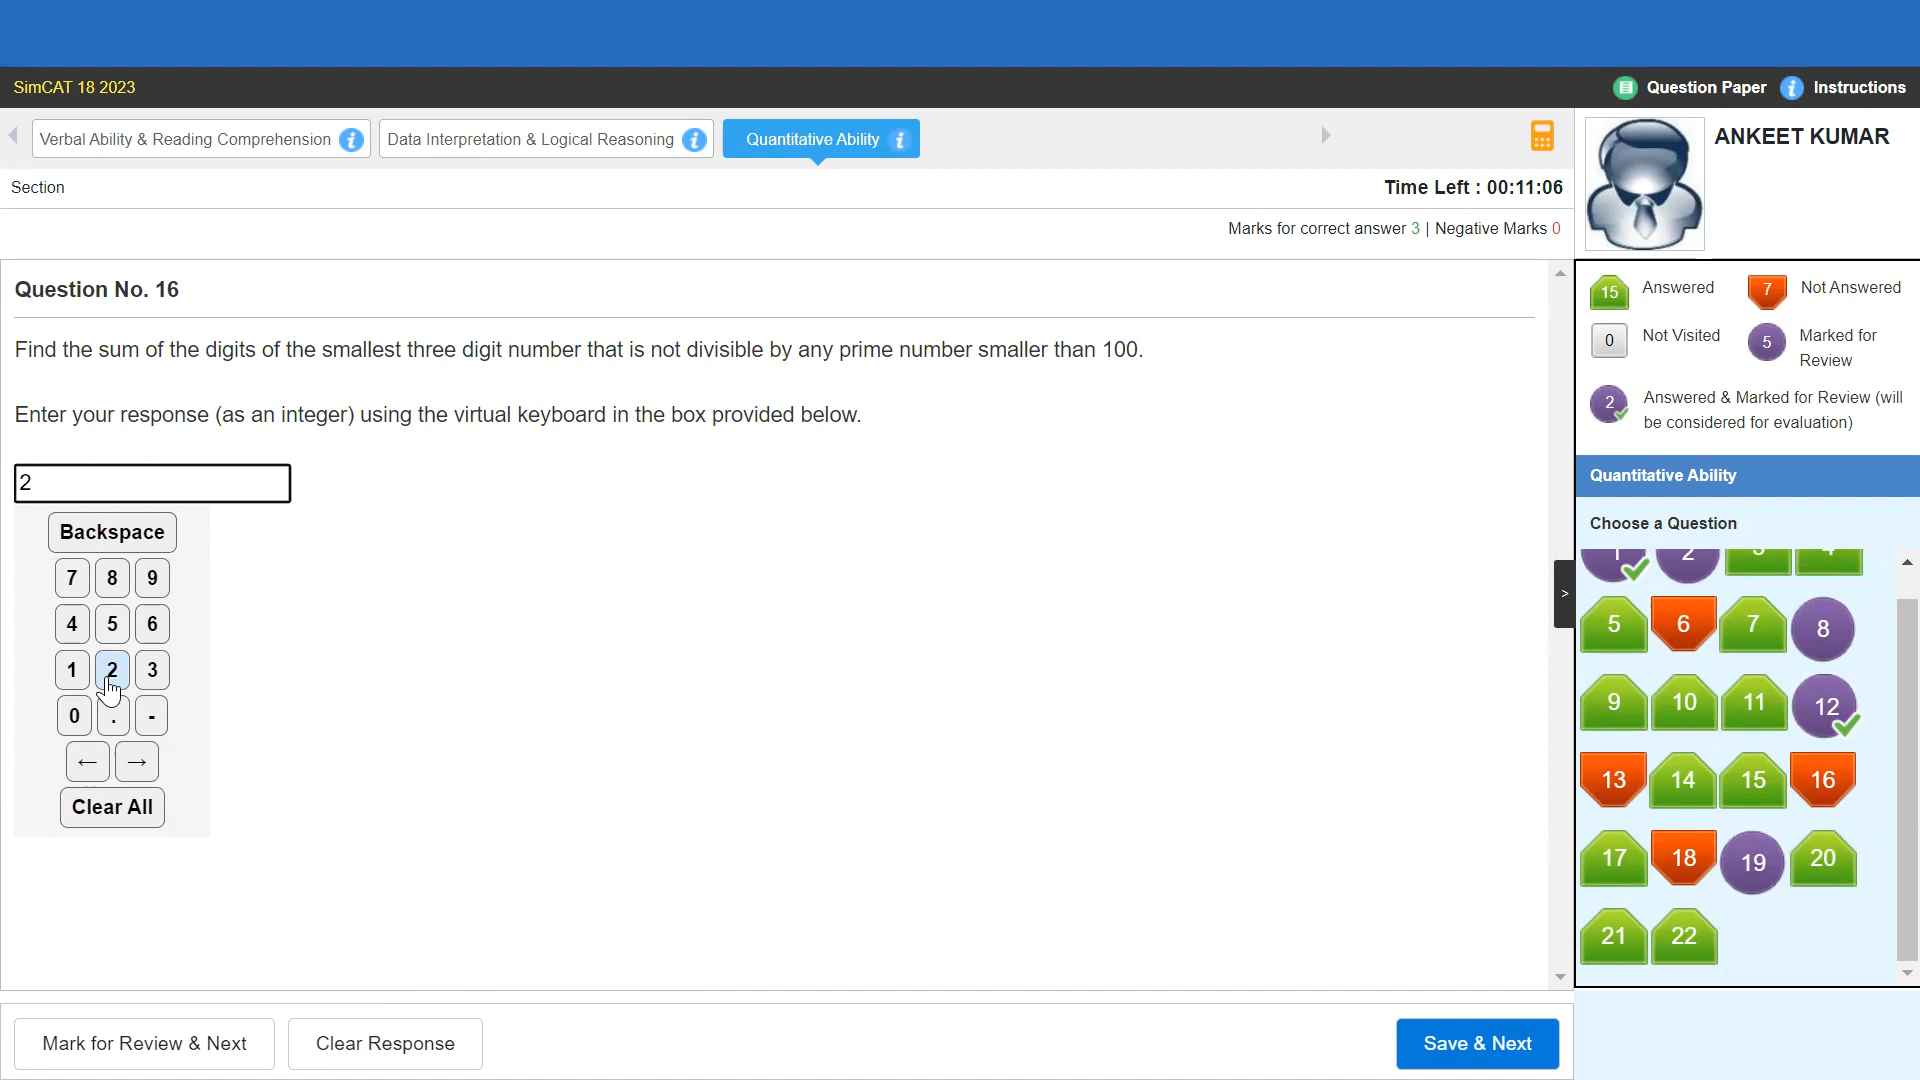 SimCAT 18 2023
Question Paper
i Instructions
Verbal Ability & Reading Comprehension i
Data Interpretation & Logical Reasoning i
Quantitative Ability i
ANKEET KUMAR
Section
Time Left : 00:11:06
Marks for correct answer 3 | Negative Marks 0
Question No. 16
Find the sum of the digits of the smallest three digit number that is not divisible by any prime number smaller than 100.
Enter your response (as an integer) using the virtual keyboard in the box provided below.
2
Backspace
7 8 9
4 5 6
1 2 3
0 . -
← →
Clear All
Mark for Review & Next
Clear Response
Save & Next
>
15 Answered
7 Not Answered
0 Not Visited
5 Marked for
Review
2 Answered & Marked for Review (will
be considered for evaluation)
Quantitative Ability
Choose a Question
1 2 3 4
5 6 7 8
9 10 11 12
13 14 15 16
17 18 19 20
21 22